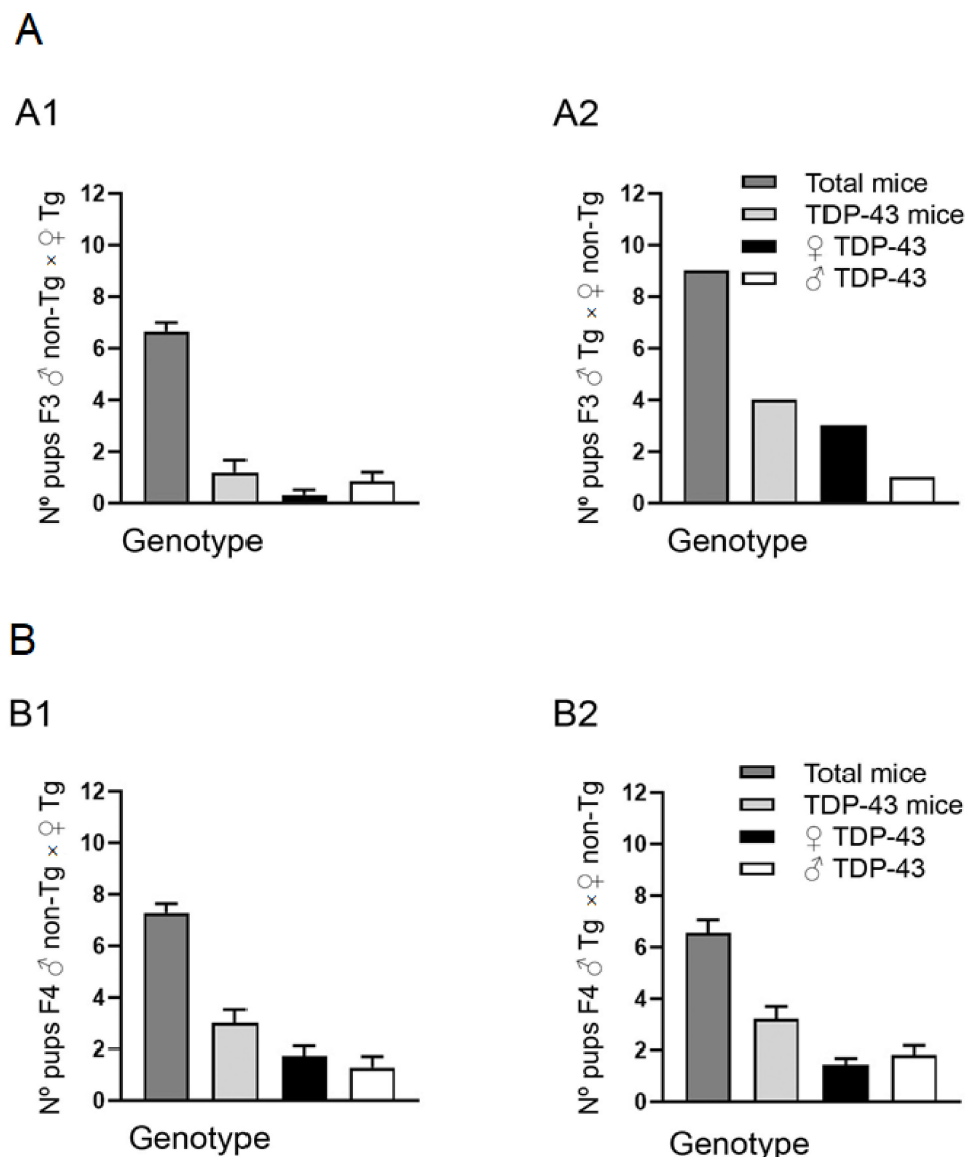 A
A1
Nº pups F3 ♂ non-Tg × ♀ Tg
12
10
8
6
4
2
0
Genotype
A2
Nº pups F3 ♂ Tg × ♀ non-Tg
12
10
8
6
4
2
0
Total mice
TDP-43 mice
♀ TDP-43
♂ TDP-43
Genotype
B
B1
Nº pups F4 ♂ non-Tg × ♀ Tg
12
10
8
6
4
2
0
Genotype
B2
Nº pups F4 ♂ Tg × ♀ non-Tg
12
10
8
6
4
2
0
Total mice
TDP-43 mice
♀ TDP-43
♂ TDP-43
Genotype